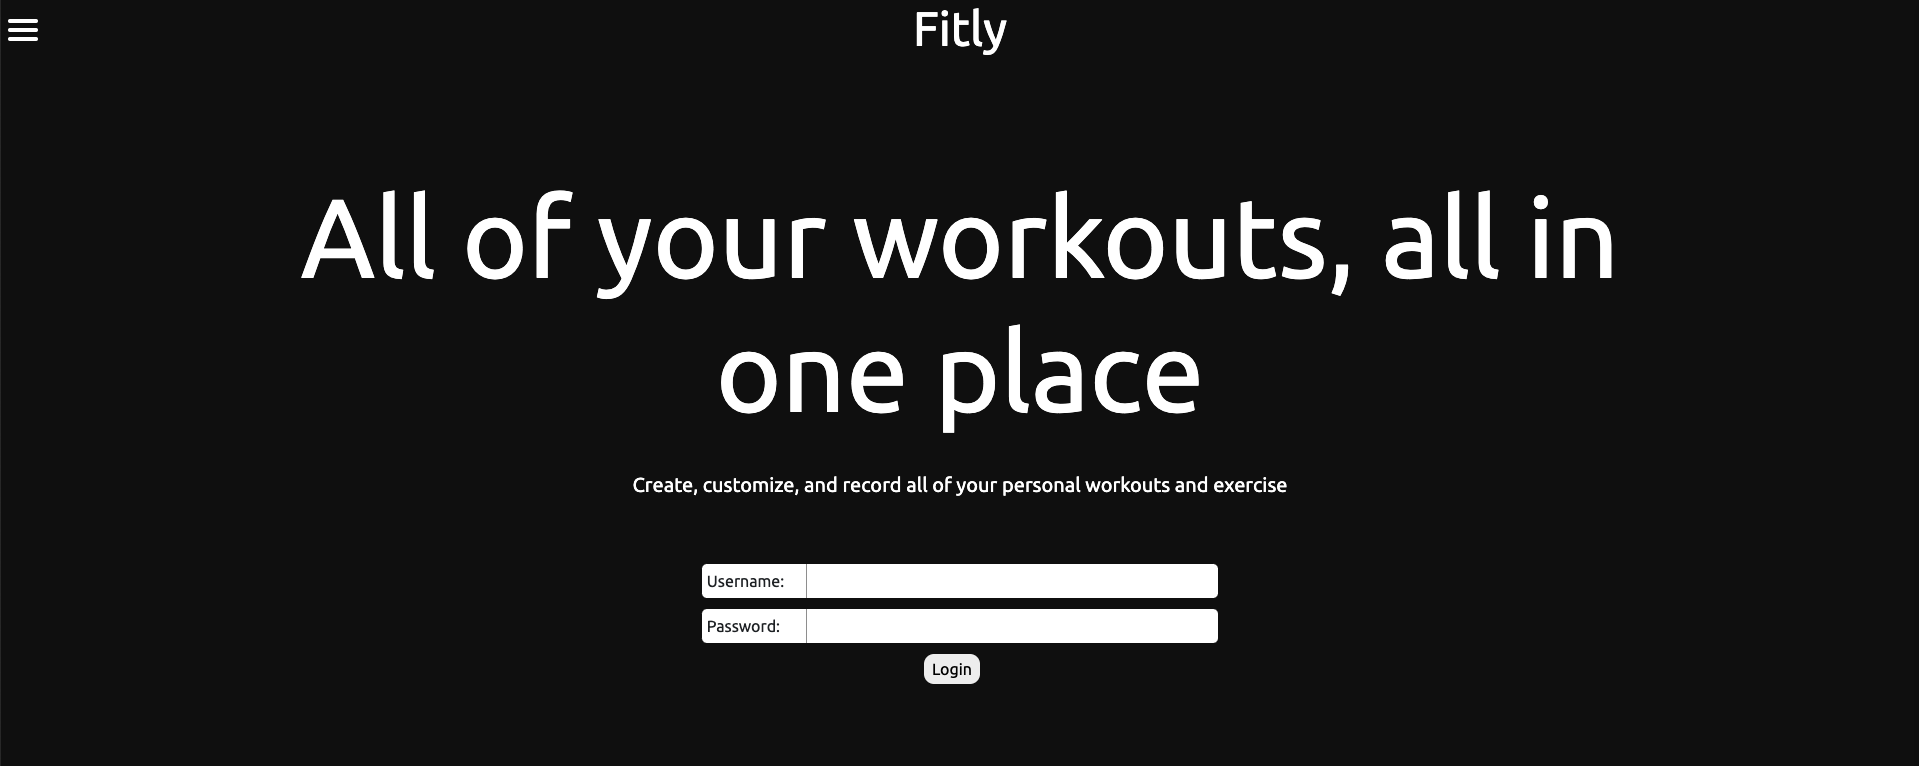 Fitly
All of your workouts, all in
one place
Create, customize, and record all of your personal workouts and exercise
Username:
Password:
Login